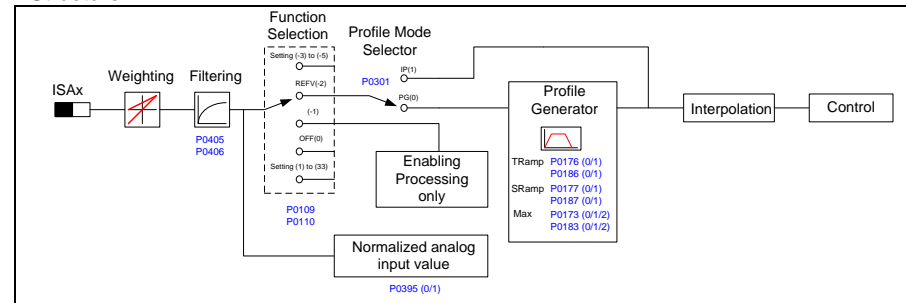 Function
Selection
Profile Mode
Selector
Setting (-3) to (-5)
IP(1)
Weighting
Filtering
REFV(-2)
P0301
ISAx
PG(0)
Profile
Generator
(-1)
Interpolation
Control
P0405
P0406
OFF(0)
Enabling
Processing
only
TRamp P0176 (0/1)
P0186 (0/1)
Setting (1) to (33)
SRamp P0177 (0/1)
P0187 (0/1)
Max P0173 (0/1/2)
P0183 (0/1/2)
P0109
P0110
Normalized analog
input value
P0395 (0/1)